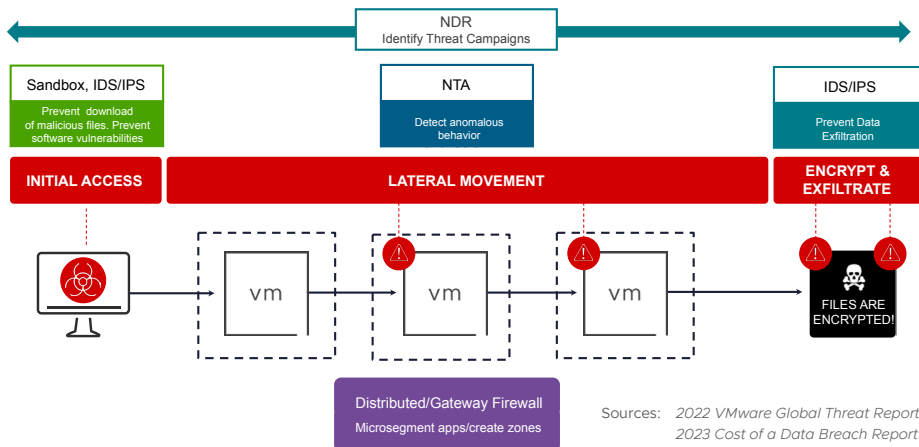 NDR
Identify Threat Campaigns
Sandbox, IDS/IPS
Prevent download
of malicious files. Prevent
software vulnerabilities
NTA
Detect anomalous
behavior
IDS/IPS
Prevent Data
Exfiltration
INITIAL ACCESS
LATERAL MOVEMENT
ENCRYPT &
EXFILTRATE
vm
vm
vm
FILES ARE
ENCRYPTED!
Distributed/Gateway Firewall
Microsegment apps/create zones
Sources: 2022 VMware Global Threat Report
2023 Cost of a Data Breach Report